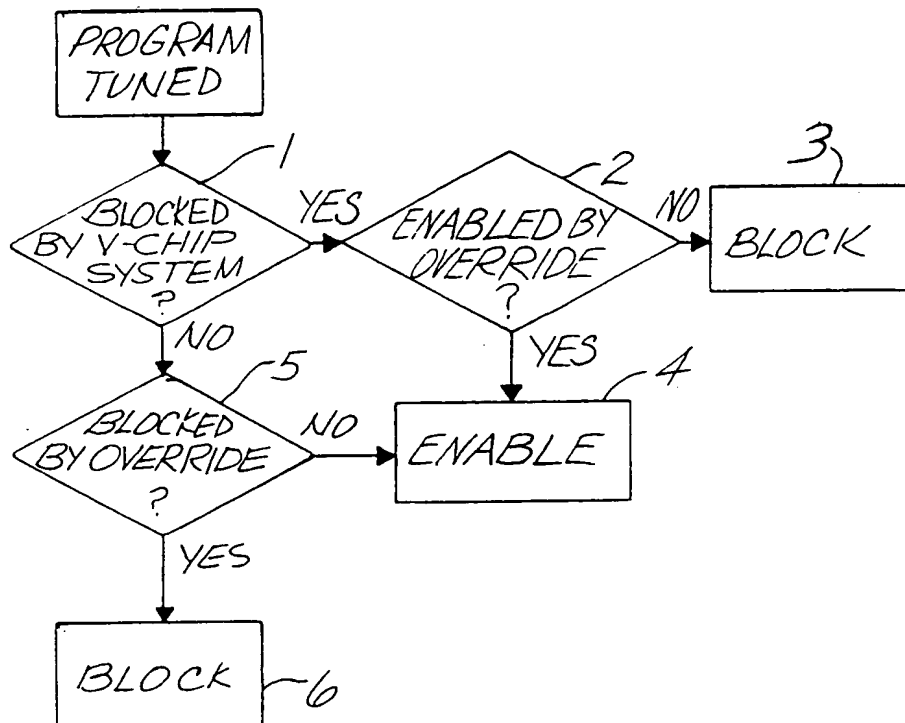 PROGRAM
TUNED
1
BLOCKED
BY V-CHIP
SYSTEM
?
YES
2
ENABLED BY
OVERRIDE
?
NO
3
BLOCK
NO
YES
5
BLOCKED
BY OVERRIDE
?
NO
4
ENABLE
YES
BLOCK
6